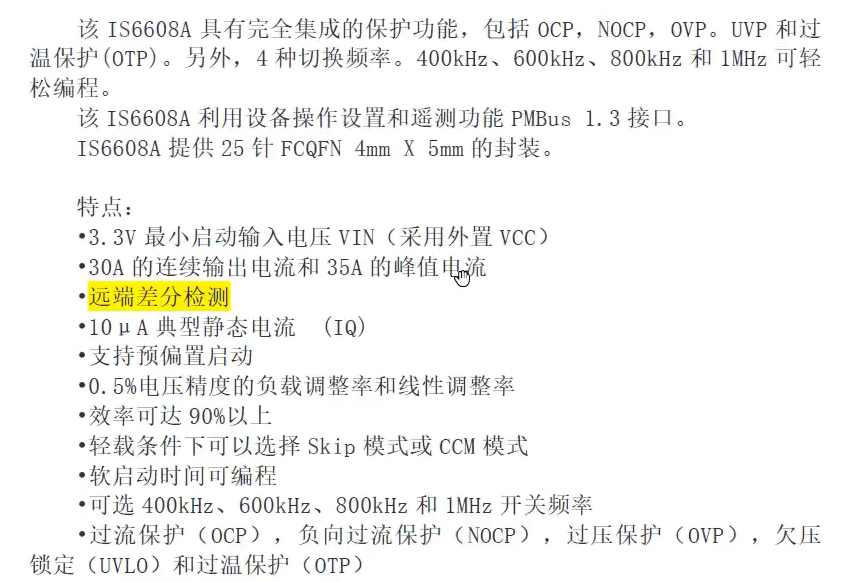 该 IS6608A 具有完全集成的保护功能，包括 OCP，NOCP，OVP。UVP 和过
温保护(OTP)。另外，4 种切换频率。400kHz、600kHz、800kHz 和 1MHz 可轻
松编程。
该 IS6608A 利用设备操作设置和遥测功能 PMBus 1.3 接口。
IS6608A 提供 25 针 FCQFN 4mm X 5mm 的封装。
特点：
•3.3V 最小启动输入电压 VIN（采用外置 VCC）
•30A 的连续输出电流和 35A 的峰值电流
•远端差分检测
•10μA 典型静态电流 (IQ)
•支持预偏置启动
•0.5%电压精度的负载调整率和线性调整率
•效率可达 90%以上
•轻载条件下可以选择 Skip 模式或 CCM 模式
•软启动时间可编程
•可选 400kHz、600kHz、800kHz 和 1MHz 开关频率
•过流保护（OCP），负向过流保护（NOCP），过压保护（OVP），欠压
锁定（UVLO）和过温保护（OTP）